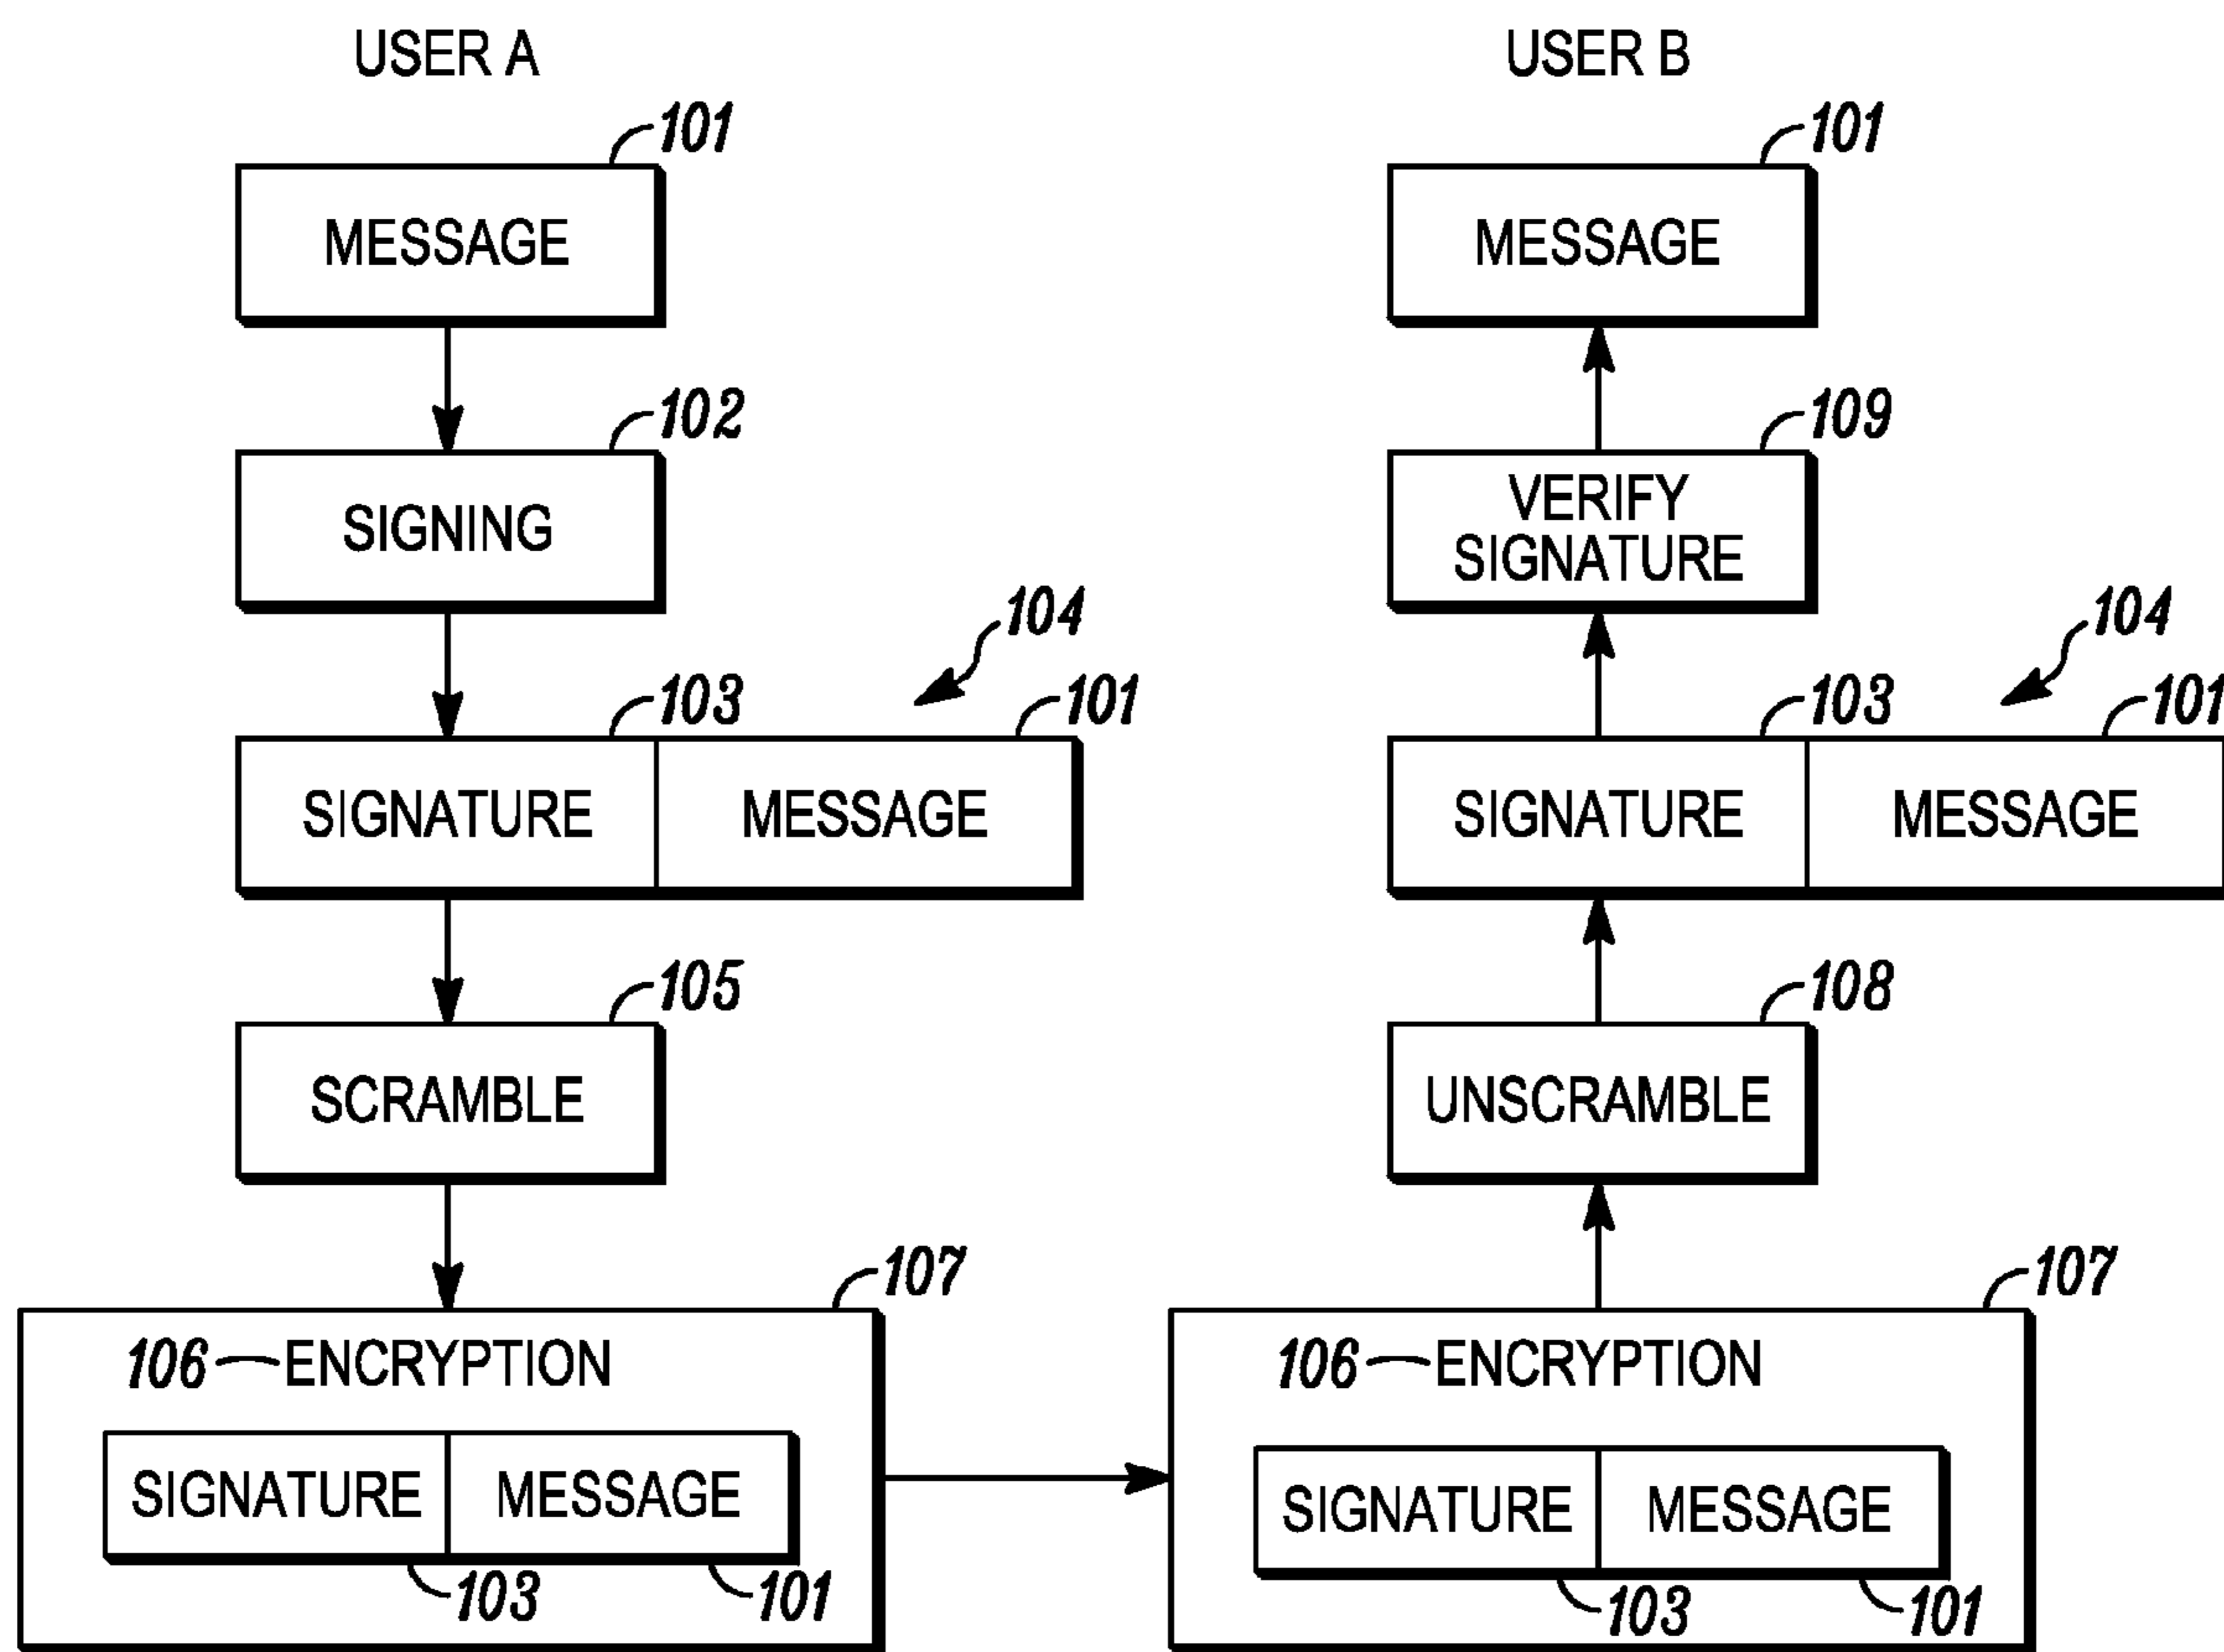 USER A
101
MESSAGE
102
SIGNING
104
103
101
SIGNATURE MESSAGE
105
SCRAMBLE
107
106 ENCRYPTION
SIGNATURE MESSAGE
103
101
USER B
101
MESSAGE
109
VERIFY
SIGNATURE
104
103
101
SIGNATURE MESSAGE
108
UNSCRAMBLE
107
106 ENCRYPTION
SIGNATURE MESSAGE
103
101